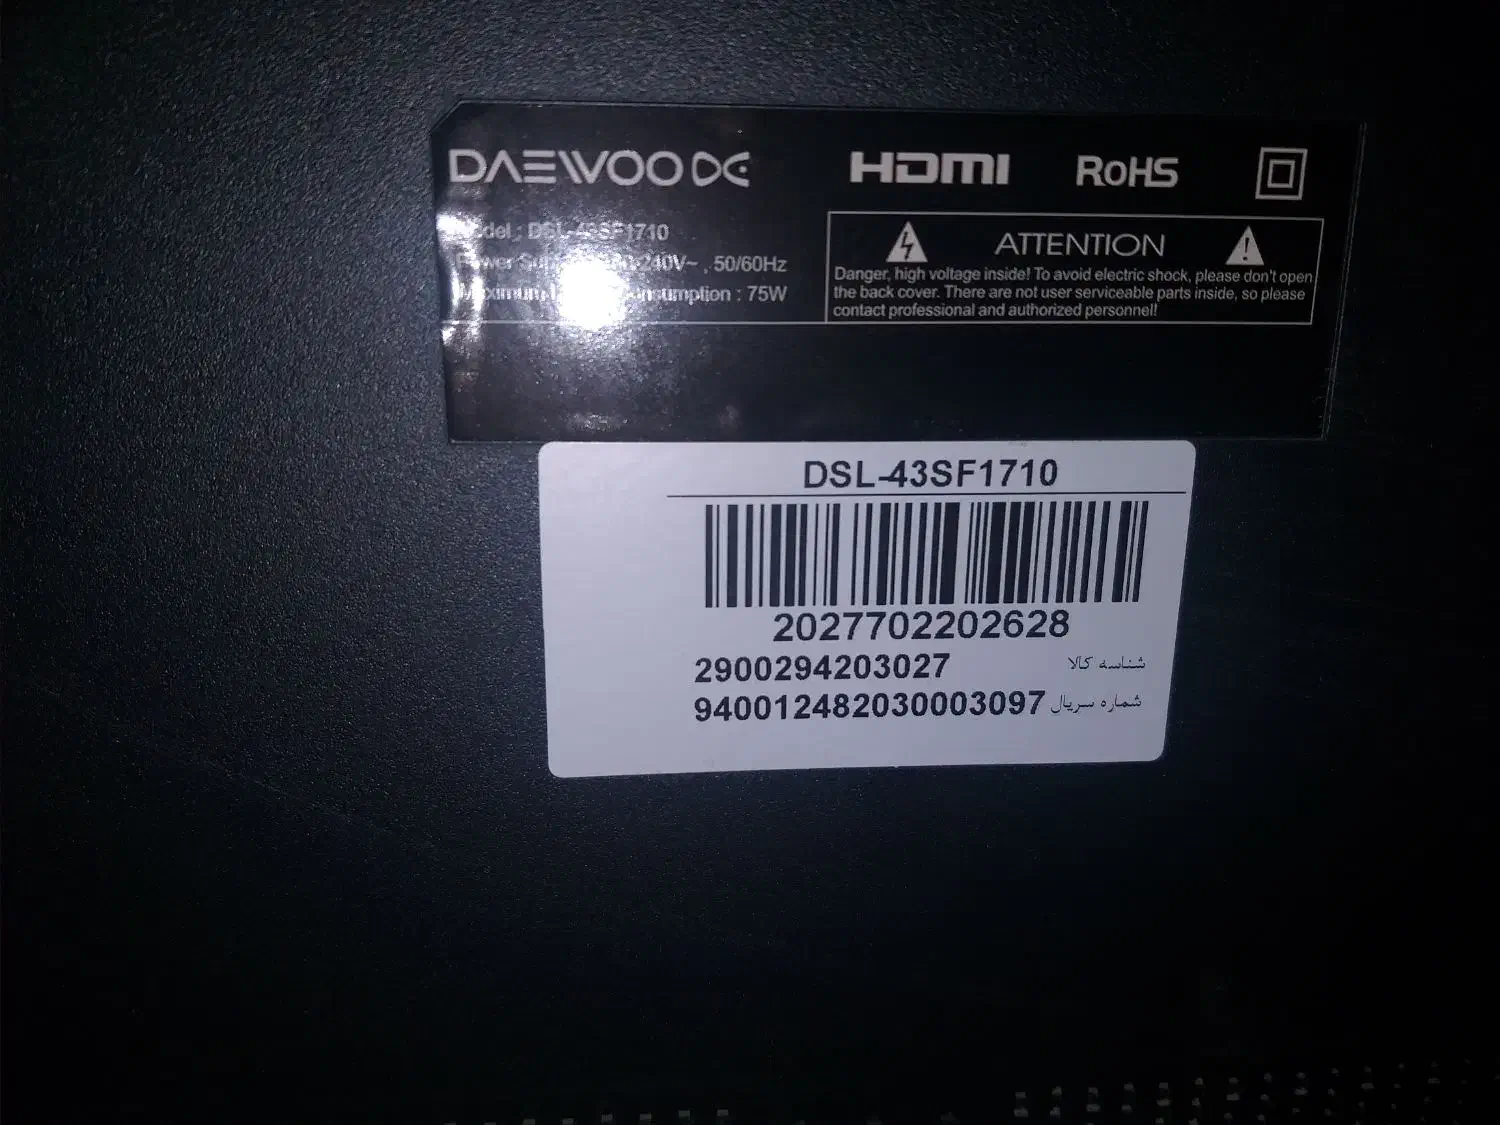 DAEWOO
HDMI
RoHS
Model : DSL-43SF1710
240V~ , 50/60Hz
Maximum consumption : 75W
ATTENTION
Danger, high voltage inside! To avoid electric shock, please don't open
the back cover. There are not user serviceable parts inside, so please
contact professional and authorized personnel!
DSL-43SF1710
2027702202628
2900294203027 شناسه کالا
940012482030003097 شماره سریال